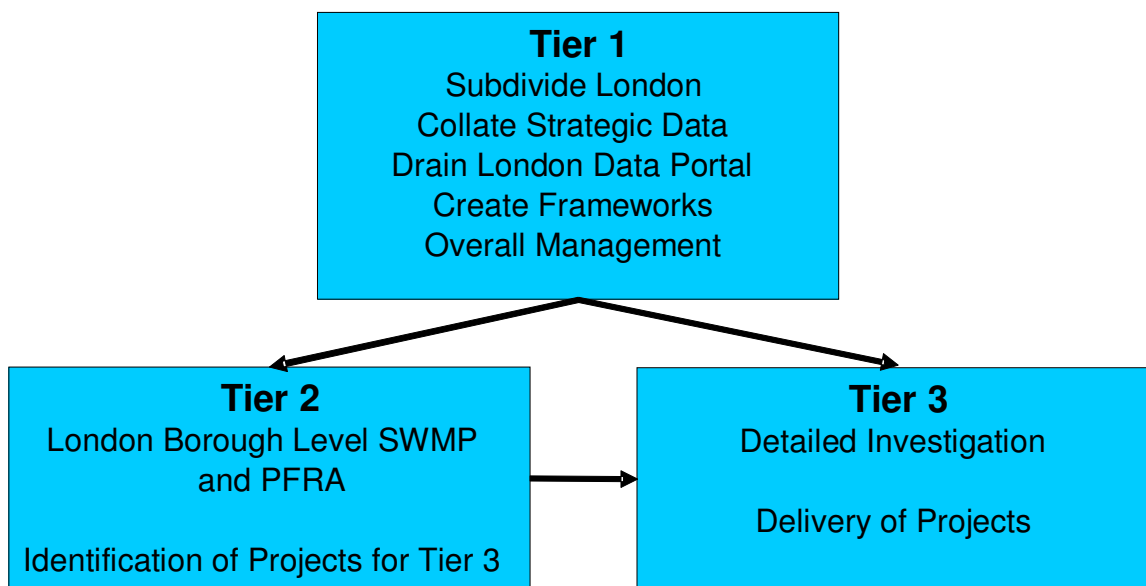 Tier 1
Subdivide London
Collate Strategic Data
Drain London Data Portal
Create Frameworks
Overall Management
Tier 2
London Borough Level SWMP
and PFRA
Identification of Projects for Tier 3
Tier 3
Detailed Investigation
Delivery of Projects